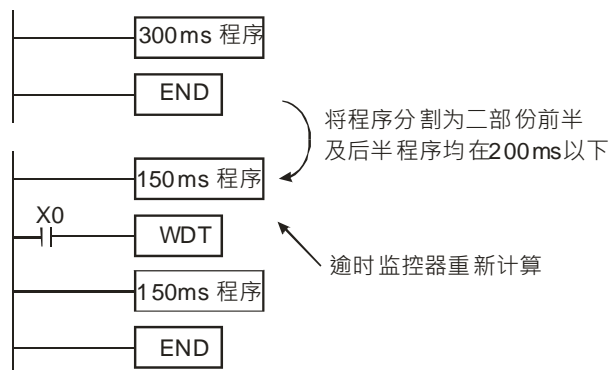 300ms 程序
END
将程序分割为二部份前半
及后半程序均在200ms以下
150ms 程序
X0
WDT
逾时监控器重新计算
150ms 程序
END